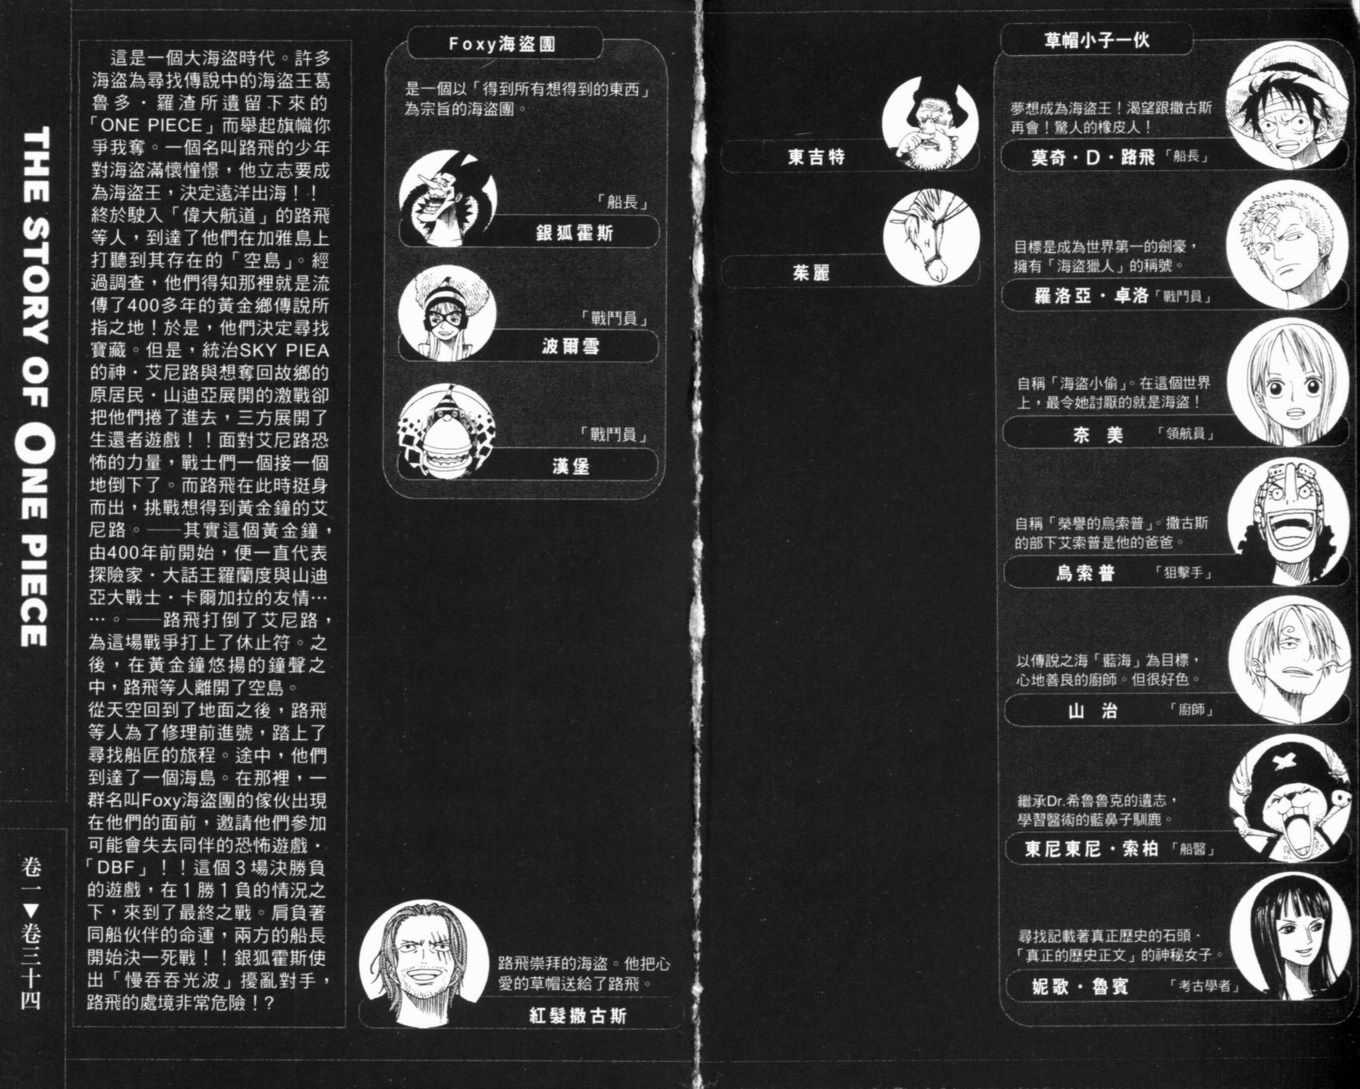 草帽小子一伙
夢想成為海盜王！渴望跟撒古斯
再會！驚人的橡皮人！
莫奇・D・路飛「船長」
目標是成為世界第一的劍豪，
擁有「海盜獵人」的稱號。
羅洛亞・卓洛「戰鬥員」
自稱「海盜小偷」。在這個世界
上，最令她討厭的就是海盜！
奈 美 「領航員」
自稱「榮譽的烏索普」。撒古斯
的部下艾索普是他的爸爸。
烏索普 「狙擊手」
以傳說之海「藍海」為目標，
心地善良的廚師。但很好色。
山 治 「廚師」
繼承Dr.希魯魯克的遺志，
學習醫術的藍鼻子馴鹿。
東尼東尼・索柏「船醫」
尋找記載著真正歷史的石頭・
「真正的歷史正文」的神秘女子。
妮歌・魯賓 「考古學者」
東吉特
茱麗
Foxy海盜團
是一個以「得到所有想得到的東西」
為宗旨的海盜團。
「船長」
銀狐霍斯
「戰鬥員」
波爾雪
「戰鬥員」
漢堡
路飛崇拜的海盜。他把心
愛的草帽送給了路飛。
紅髮撒古斯
這是一個大海盜時代。許多
海盜為尋找傳說中的海盜王葛
魯多・羅渣所遺留下來的
「ONE PIECE」而舉起旗幟你
爭我奪。一個名叫路飛的少年
對海盜滿懷憧憬，他立志要成
為海盜王，決定遠洋出海！！
終於駛入「偉大航道」的路飛
等人，到達了他們在加雅島上
打聽到其存在的「空島」。經
過調查，他們得知那裡就是流
傳了400多年的黃金鄉傳說所
指之地！於是，他們決定尋找
寶藏。但是，統治SKY PIEA
的神・艾尼路與想奪回故鄉的
原居民・山迪亞展開的激戰卻
把他們捲了進去，三方展開了
生還者遊戲！！面對艾尼路恐
怖的力量，戰士們一個接一個
地倒下了。而路飛在此時挺身
而出，挑戰想得到黃金鐘的艾
尼路。——其實這個黃金鐘，
由400年前開始，便一直代表
探險家・大話王羅蘭度與山迪
亞大戰士・卡爾加拉的友情…
…。——路飛打倒了艾尼路，
為這場戰爭打上了休止符。之
後，在黃金鐘悠揚的鐘聲之
中，路飛等人離開了空島。
從天空回到了地面之後，路飛
等人為了修理前進號，踏上了
尋找船匠的旅程。途中，他們
到達了一個海島。在那裡，一
群名叫Foxy海盜團的傢伙出現
在他們的面前，邀請他們參加
可能會失去同伴的恐怖遊戲・
「DBF」！！這個３場決勝負
的遊戲，在１勝１負的情況之
下，來到了最終之戰。肩負著
同船伙伴的命運，兩方的船長
開始決一死戰！！銀狐霍斯使
出「慢吞吞光波」擾亂對手，
路飛的處境非常危險！?
THE STORY OF ONE PIECE
卷一▼卷三十四